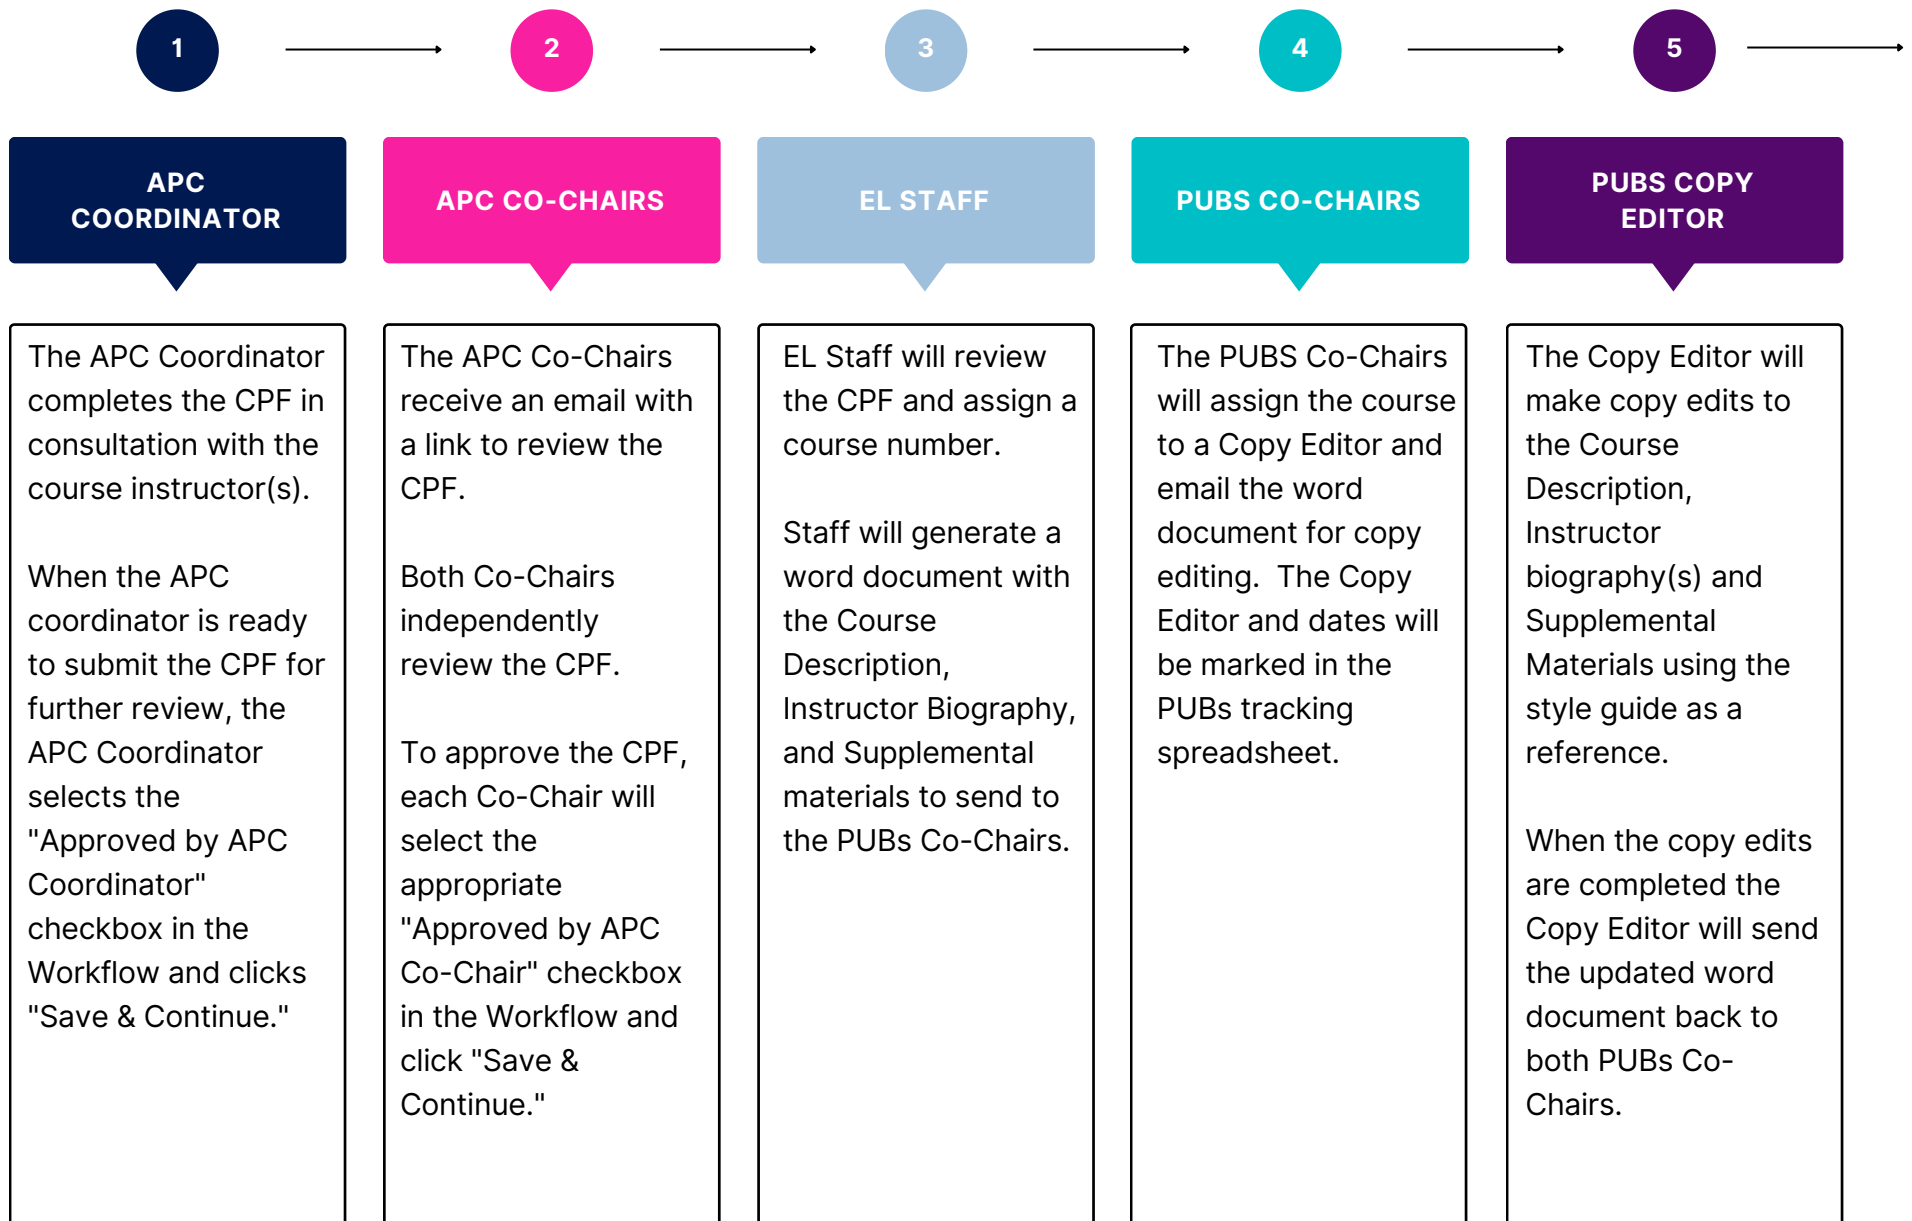 1
2
3
4
5
APC
COORDINATOR
APC CO-CHAIRS
EL STAFF
PUBS CO-CHAIRS
PUBS COPY
EDITOR
The APC Coordinator
completes the CPF in
consultation with the
course instructor(s).
When the APC
coordinator is ready
to submit the CPF for
further review, the
APC Coordinator
selects the
"Approved by APC
Coordinator"
checkbox in the
Workflow and clicks
"Save & Continue."
The APC Co-Chairs
receive an email with
a link to review the
CPF.
Both Co-Chairs
independently
review the CPF.
To approve the CPF,
each Co-Chair will
select the
appropriate
"Approved by APC
Co-Chair" checkbox
in the Workflow and
click "Save &
Continue."
EL Staff will review
the CPF and assign a
course number.
Staff will generate a
word document with
the Course
Description,
Instructor Biography,
and Supplemental
materials to send to
the PUBs Co-Chairs.
The PUBS Co-Chairs
will assign the course
to a Copy Editor and
email the word
document for copy
editing.  The Copy
Editor and dates will
be marked in the
PUBs tracking
spreadsheet.
The Copy Editor will
make copy edits to
the Course
Description,
Instructor
biography(s) and
Supplemental
Materials using the
style guide as a
reference.
When the copy edits
are completed the
Copy Editor will send
the updated word
document back to
both PUBs Co-
Chairs.